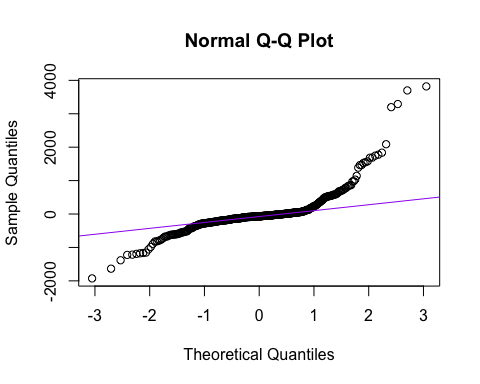 Normal Q-Q Plot
Sample Quantiles
4000
2000
0
-2000
-3 -2 -1 0 1 2 3
Theoretical Quantiles